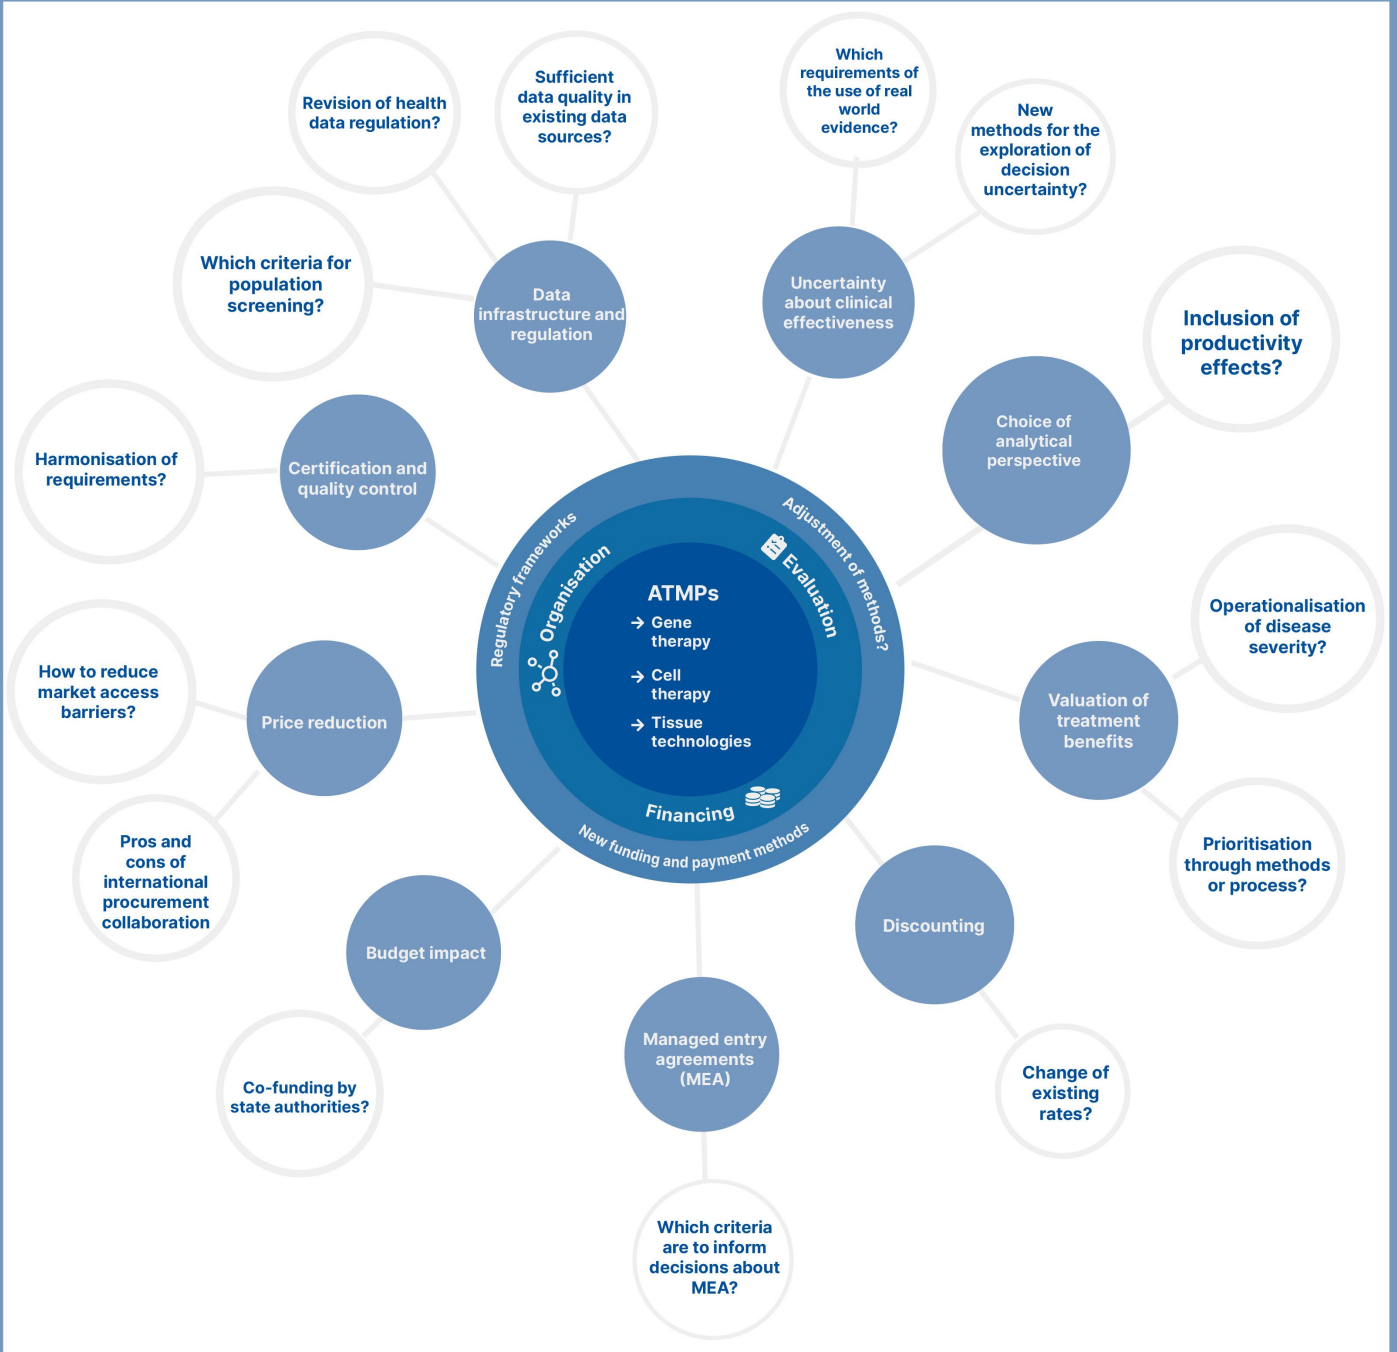 Revision of health
data regulation?
Sufficient
data quality in
existing data
sources?
Which
requirements of
the use of real
world
evidence?
New
methods for the
exploration of
decision
uncertainty?
Which criteria for
population
screening?
Data
infrastructure and
regulation
Uncertainty
about clinical
effectiveness
Inclusion of
productivity
effects?
Choice of
analytical
perspective
Harmonisation of
requirements?
Certification and
quality control
Regulatory frameworks
Organisation
Adjustment of methods?
Evaluation
ATMPs
→ Gene
therapy
→ Cell
therapy
→ Tissue
technologies
Financing
New funding and payment methods
Operationalisation
of disease
severity?
Valuation of
treatment
benefits
How to reduce
market access
barriers?
Price reduction
Pros and
cons of
international
procurement
collaboration
Prioritisation
through methods
or process?
Budget impact
Discounting
Managed entry
agreements
(MEA)
Co-funding by
state authorities?
Change of
existing
rates?
Which criteria
are to inform
decisions about
MEA?